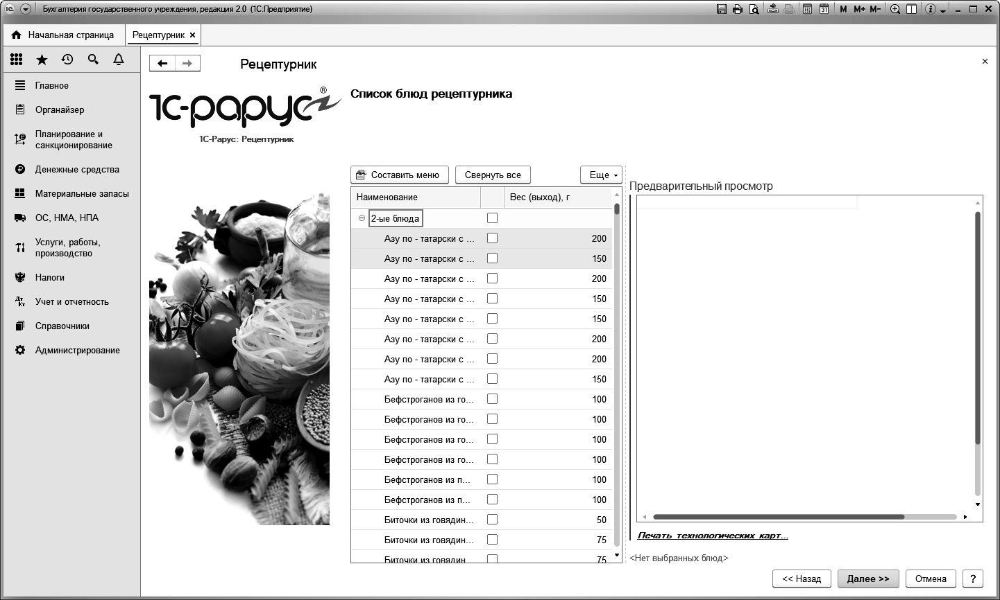 Бухгалтерия государственного учреждения, редакция 2.0 (1С:Предприятие)
M M+ M-
Начальная страница
Рецептурник
Рецептурник
Главное
Органайзер
Планирование и
санкционирование
Денежные средства
Материальные запасы
ОС, НМА, НПА
Услуги, работы,
производство
Налоги
Учет и отчетность
Справочники
Администрирование
1С-рарус®
1С-Рарус: Рецептурник
Список блюд рецептурника
Составить меню
Свернуть все
Еще
Наименование Вес (выход), г
2-ые блюда
Азу по - татарски с ... 200
Азу по - татарски с ... 150
Азу по - татарски с ... 200
Азу по - татарски с ... 150
Азу по - татарски с ... 150
Азу по - татарски с ... 200
Азу по - татарски с ... 200
Азу по - татарски с ... 150
Бефстроганов из го... 100
Бефстроганов из го... 100
Бефстроганов из го... 100
Бефстроганов из го... 100
Бефстроганов из п... 100
Бефстроганов из п... 100
Биточки из говядин... 50
Биточки из говядин... 75
Биточки из говядин... 75
Предварительный просмотр
Печать технологических карт...
<Нет выбранных блюд>
<< Назад
Далее >>
Отмена
?